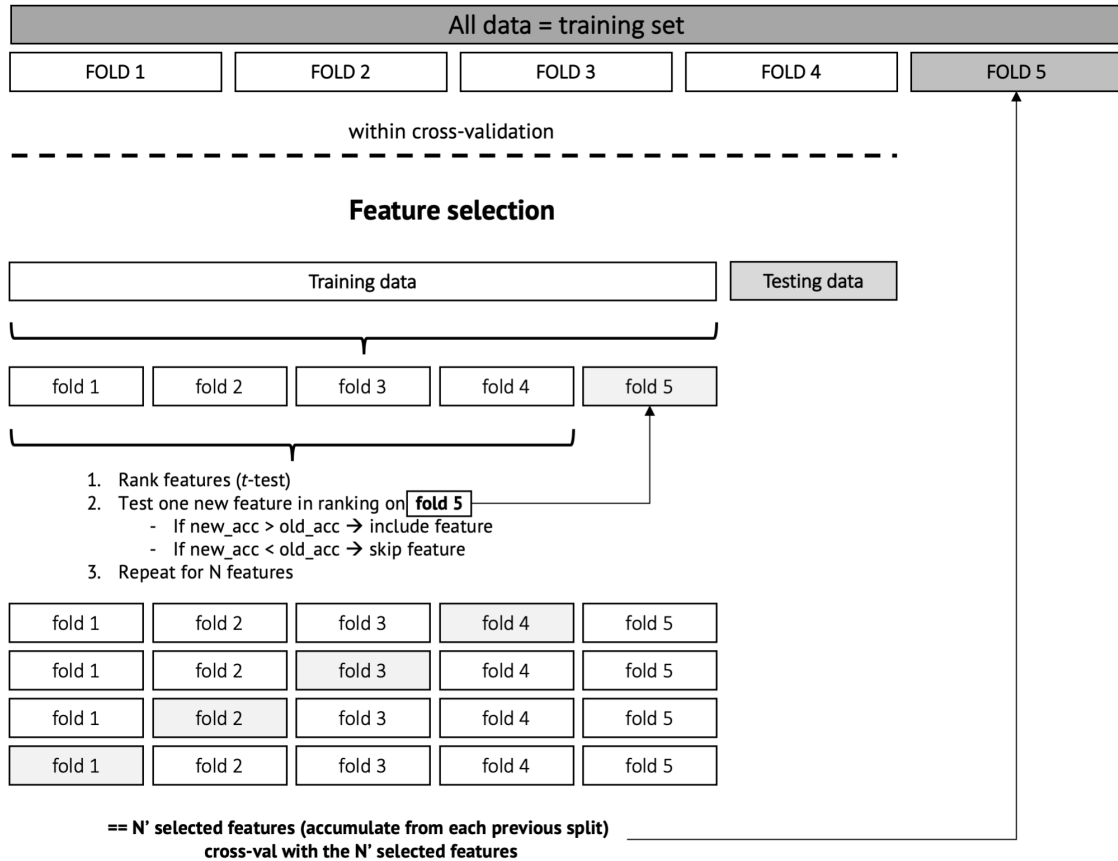 All data = training set
FOLD 1 FOLD 2 FOLD 3 FOLD 4 FOLD 5
within cross-validation
Feature selection
Training data Testing data
fold 1 fold 2 fold 3 fold 4 fold 5
1. Rank features (t-test)
2. Test one new feature in ranking on fold 5
- If new_acc > old_acc → include feature
- If new_acc < old_acc → skip feature
3. Repeat for N features
fold 1 fold 2 fold 3 fold 4 fold 5
fold 1 fold 2 fold 3 fold 4 fold 5
fold 1 fold 2 fold 3 fold 4 fold 5
fold 1 fold 2 fold 3 fold 4 fold 5
== N’ selected features (accumulate from each previous split)
cross-val with the N’ selected features